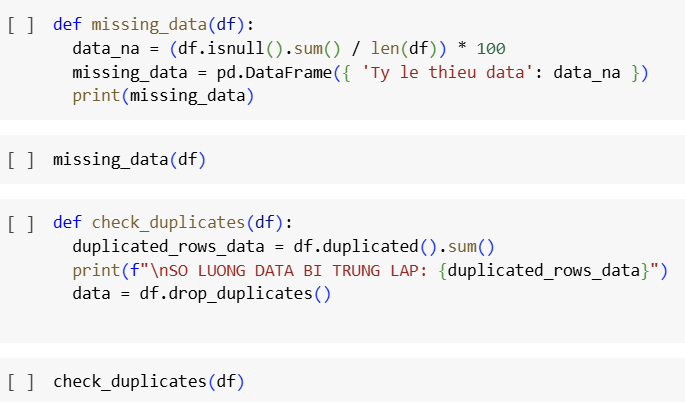 [ ] def missing_data(df):
data_na = (df.isnull().sum() / len(df)) * 100
missing_data = pd.DataFrame({ 'Ty le thieu data': data_na })
print(missing_data)
[ ] missing_data(df)
[ ] def check_duplicates(df):
duplicated_rows_data = df.duplicated().sum()
print(f"\nSO LUONG DATA BI TRUNG LAP: {duplicated_rows_data}")
data = df.drop_duplicates()
[ ] check_duplicates(df)